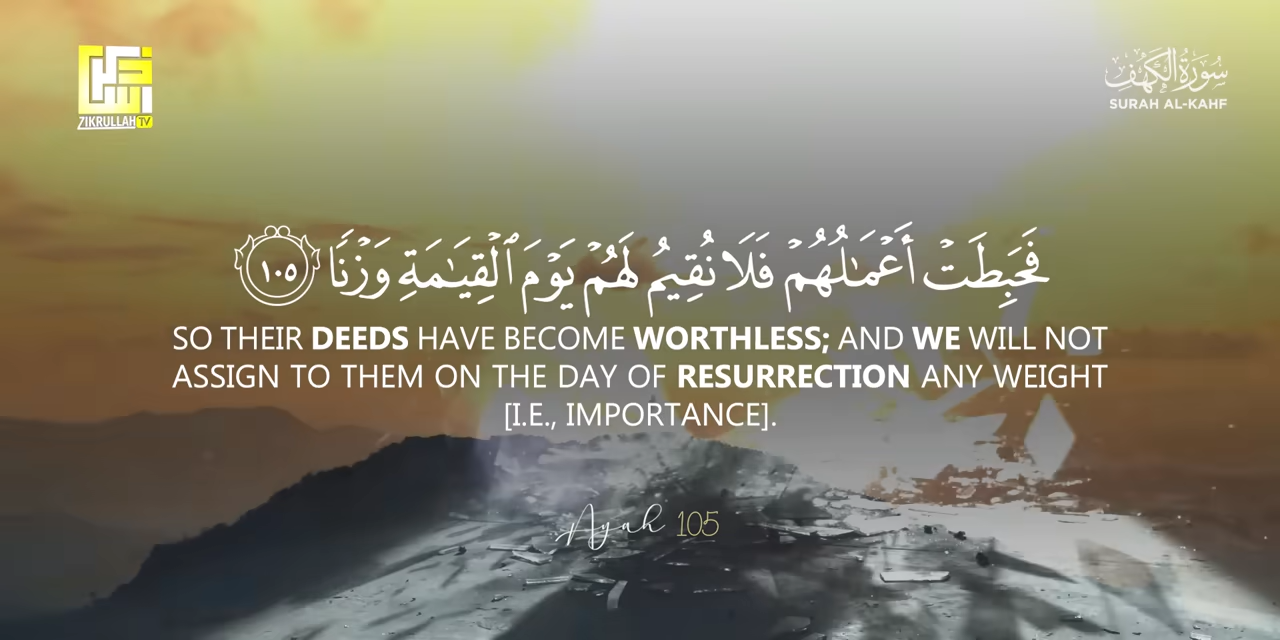 ZIKRULLAH TV
سُورَةُ الْكَهْفِ
SURAH AL-KAHF
فَحَبِطَتْ أَعْمَـٰلُهُمْ فَلَا نُقِيمُ لَهُمْ يَوْمَ ٱلْقِيَـٰمَةِ وَزْنًا ١٠٥
SO THEIR DEEDS HAVE BECOME WORTHLESS; AND WE WILL NOT
ASSIGN TO THEM ON THE DAY OF RESURRECTION ANY WEIGHT
[I.E., IMPORTANCE].
Ayah 105